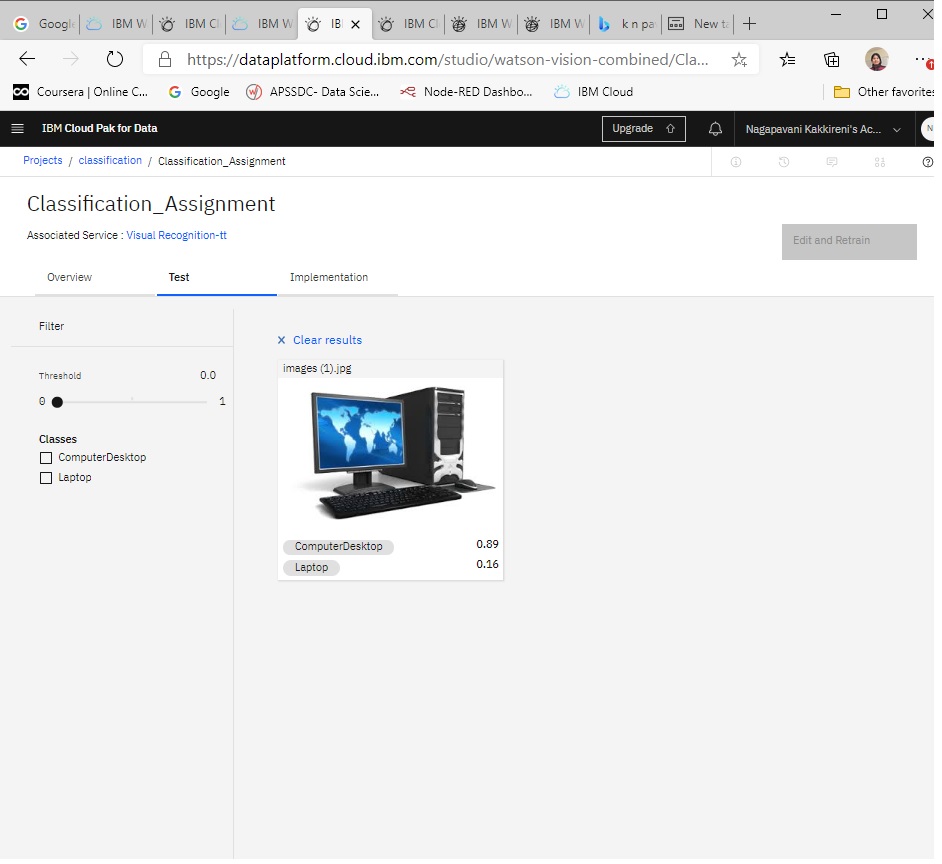 Googl IBM W IBM Cl IBM W IB IBM Cl IBM W IBM W k n pa New ta
https://dataplatform.cloud.ibm.com/studio/watson-vision-combined/Cla...
Coursera | Online C... Google APSSDC- Data Scie... Node-RED Dashbo... IBM Cloud Other favorites
IBM Cloud Pak for Data Upgrade Nagapavani Kakkireni's Ac... N
Projects / classification / Classification_Assignment
Classification_Assignment
Associated Service : Visual Recognition-tt
Edit and Retrain
Overview Test Implementation
Filter
Clear results
images (1).jpg
Threshold 0.0
0 1
Classes
ComputerDesktop
Laptop
ComputerDesktop 0.89
Laptop 0.16